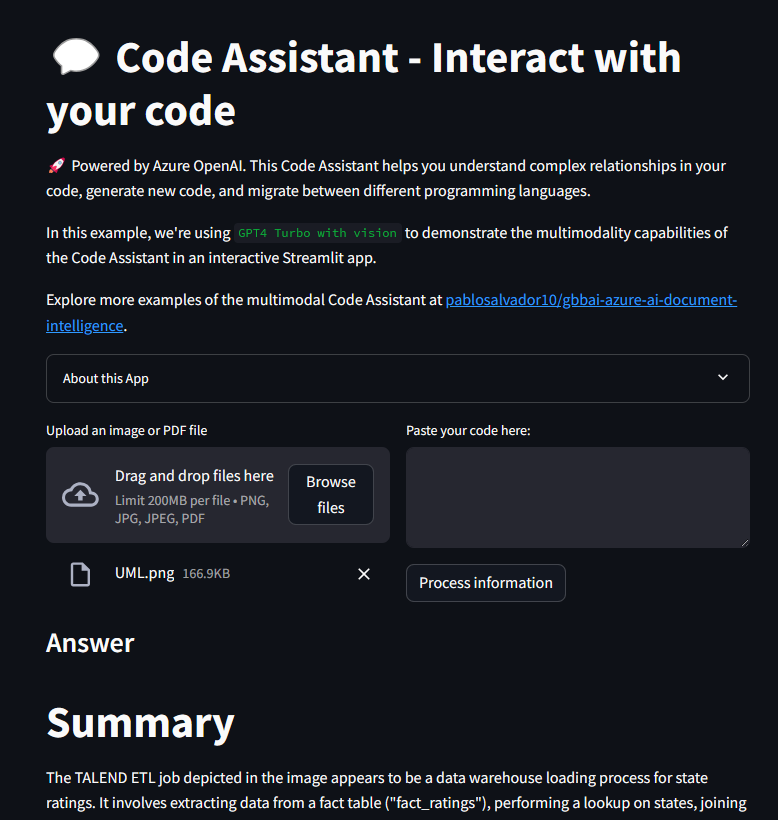 💬 Code Assistant - Interact with
your code
🚀 Powered by Azure OpenAI. This Code Assistant helps you understand complex relationships in your
code, generate new code, and migrate between different programming languages.
In this example, we're using GPT4 Turbo with vision to demonstrate the multimodality capabilities of
the Code Assistant in an interactive Streamlit app.
Explore more examples of the multimodal Code Assistant at pablosalvador10/gbbai-azure-ai-document-
intelligence.
About this App
Upload an image or PDF file
Drag and drop files here
Limit 200MB per file • PNG,
JPG, JPEG, PDF
Browse
files
UML.png 166.9KB
Paste your code here:
Process information
Answer
Summary
The TALEND ETL job depicted in the image appears to be a data warehouse loading process for state
ratings. It involves extracting data from a fact table ("fact_ratings"), performing a lookup on states, joining